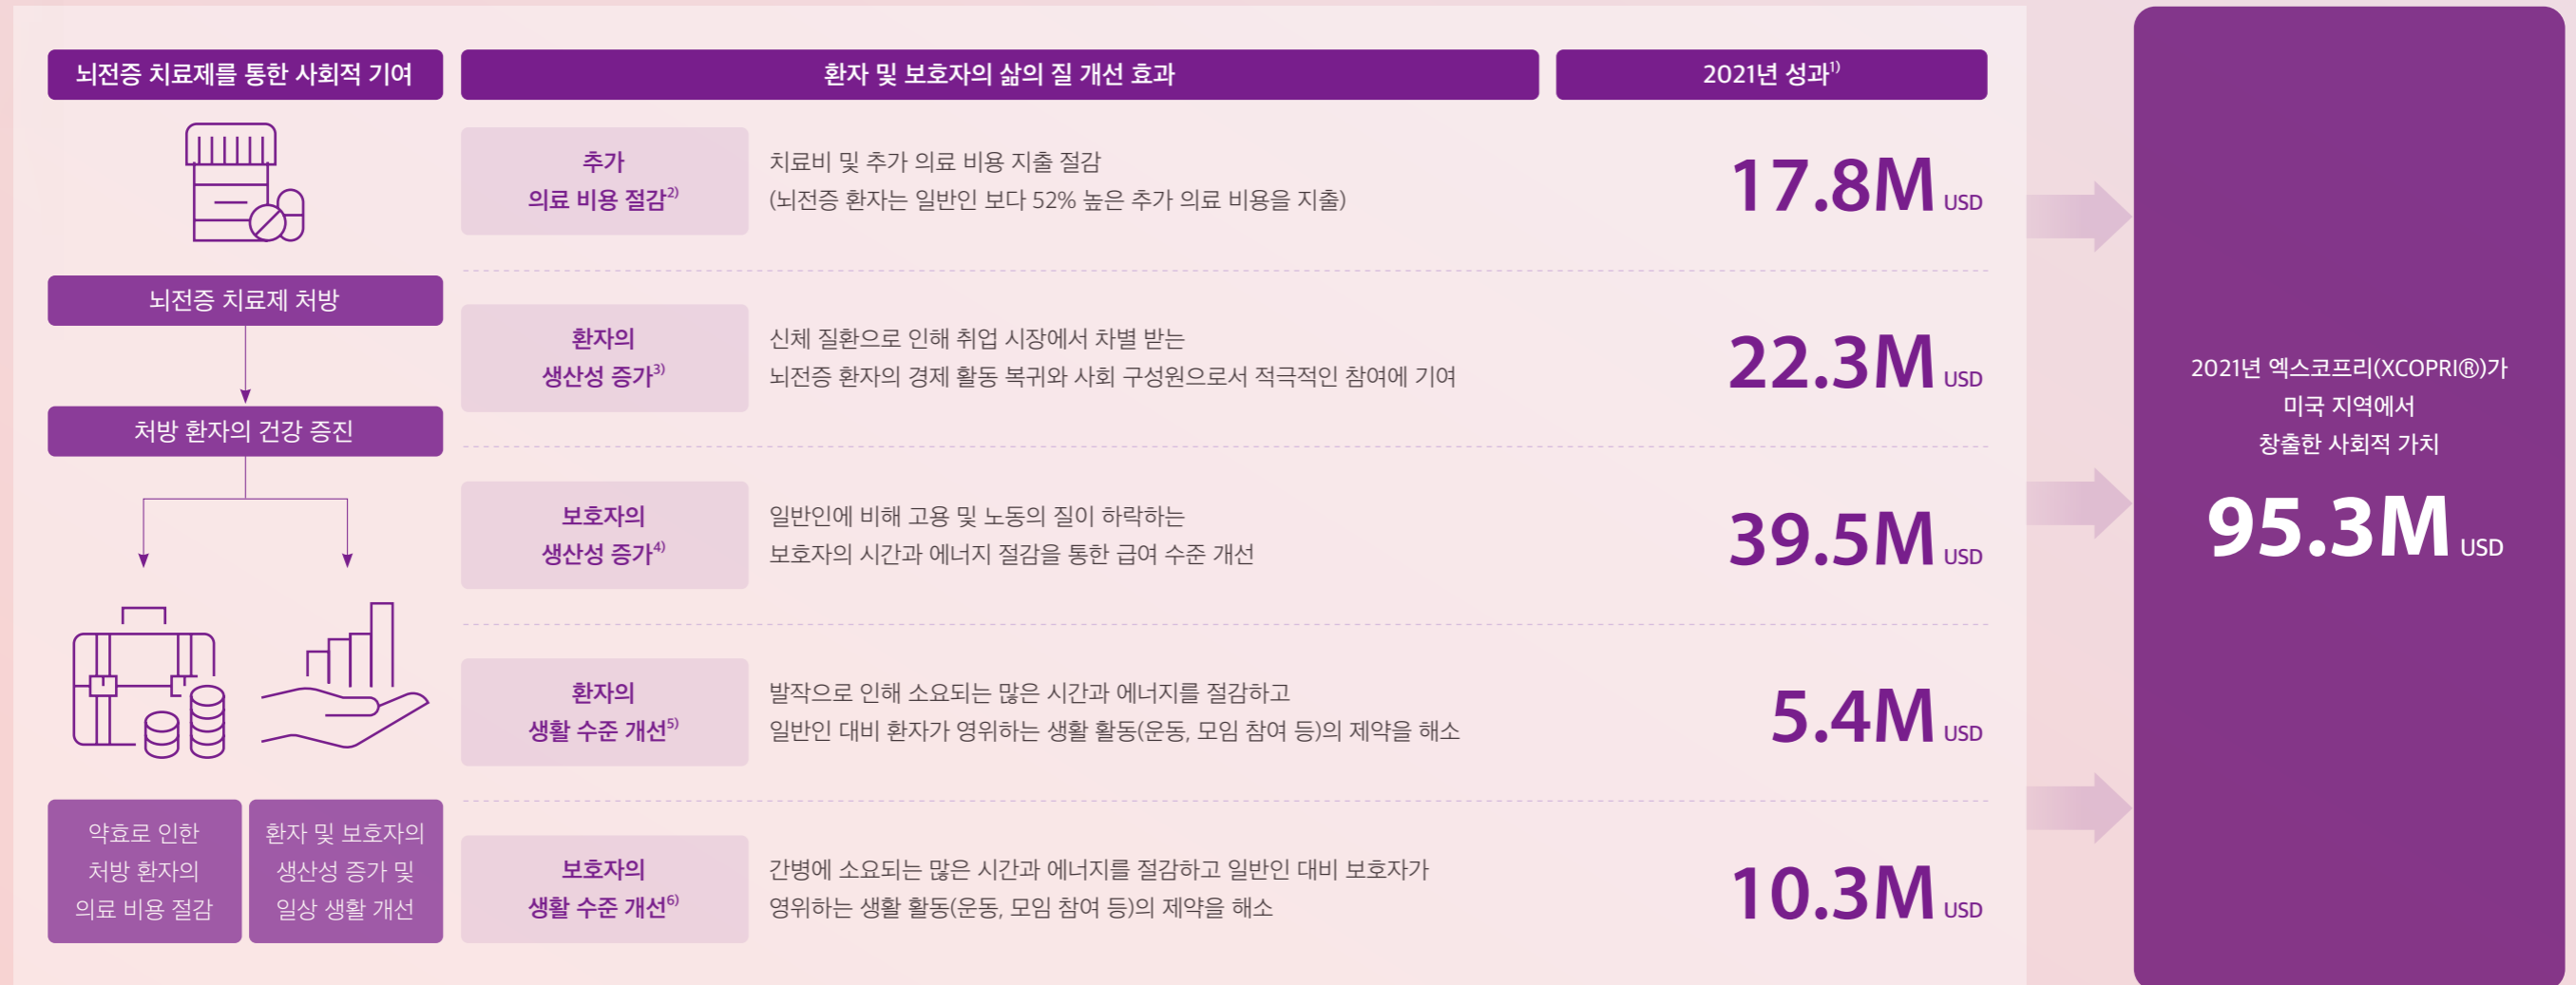 뇌전증 치료제를 통한 사회적 기여
뇌전증 치료제 처방
처방 환자의 건강 증진
약효로 인한
처방 환자의
의료 비용 절감
환자 및 보호자의
생산성 증가 및
일상 생활 개선
환자 및 보호자의 삶의 질 개선 효과
2021년 성과1)
추가
의료 비용 절감2)
치료비 및 추가 의료 비용 지출 절감
(뇌전증 환자는 일반인 보다 52% 높은 추가 의료 비용을 지출)
17.8M USD
환자의
생산성 증가3)
신체 질환으로 인해 취업 시장에서 차별 받는
뇌전증 환자의 경제 활동 복귀와 사회 구성원으로서 적극적인 참여에 기여
22.3M USD
보호자의
생산성 증가4)
일반인에 비해 고용 및 노동의 질이 하락하는
보호자의 시간과 에너지 절감을 통한 급여 수준 개선
39.5M USD
환자의
생활 수준 개선5)
발작으로 인해 소요되는 많은 시간과 에너지를 절감하고
일반인 대비 환자가 영위하는 생활 활동(운동, 모임 참여 등)의 제약을 해소
5.4M USD
보호자의
생활 수준 개선6)
간병에 소요되는 많은 시간과 에너지를 절감하고 일반인 대비 보호자가
영위하는 생활 활동(운동, 모임 참여 등)의 제약을 해소
10.3M USD
2021년 엑스코프리(XCOPRI®)가
미국 지역에서
창출한 사회적 가치
95.3M USD